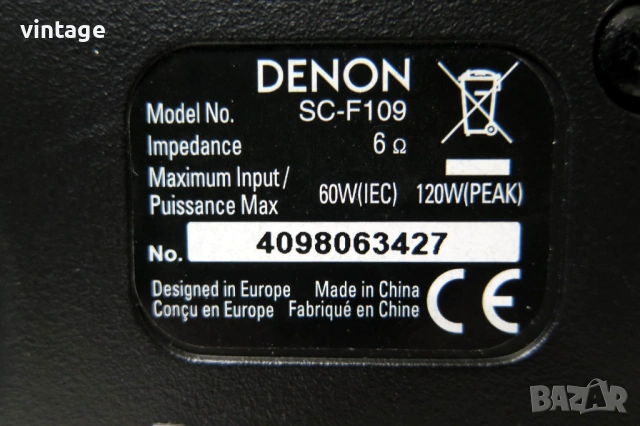 mitko
vintage
DENON
Model No. SC-F109
Impedance 6 Ω
Maximum Input/
Puissance Max 60W(IEC) 120W(PEAK)
No. 4098063427
Designed in Europe Made in China
Conçu en Europe Fabriqué en Chine
CE
BAZAR